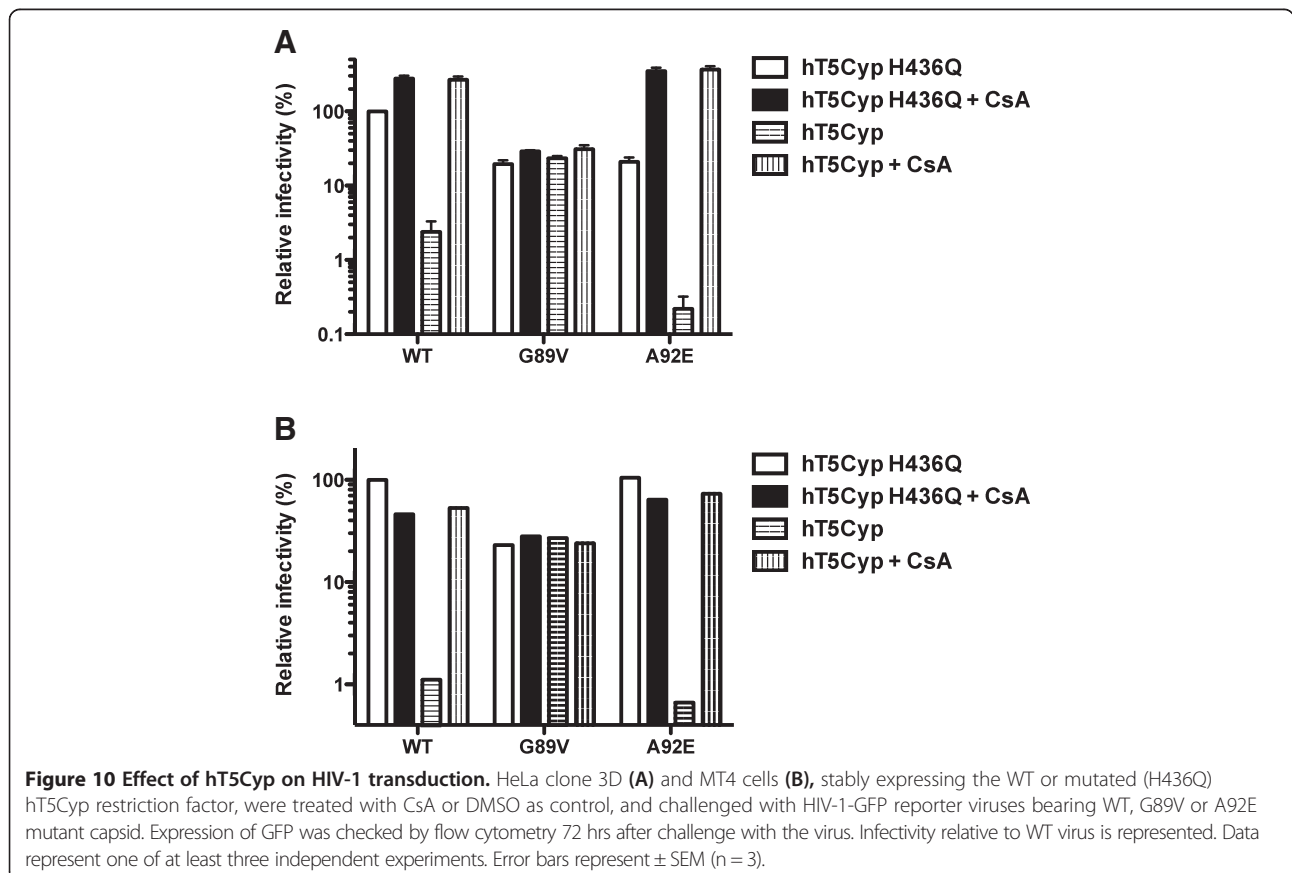 A
Relative infectivity (%)
100
10
1
0.1
WT
G89V
A92E
hT5Cyp H436Q
hT5Cyp H436Q + CsA
hT5Cyp
hT5Cyp + CsA
B
Relative infectivity (%)
100
10
1
WT
G89V
A92E
hT5Cyp H436Q
hT5Cyp H436Q + CsA
hT5Cyp
hT5Cyp + CsA
Figure 10 Effect of hT5Cyp on HIV-1 transduction. HeLa clone 3D (A) and MT4 cells (B), stably expressing the WT or mutated (H436Q)
hT5Cyp restriction factor, were treated with CsA or DMSO as control, and challenged with HIV-1-GFP reporter viruses bearing WT, G89V or A92E
mutant capsid. Expression of GFP was checked by flow cytometry 72 hrs after challenge with the virus. Infectivity relative to WT virus is represented. Data
represent one of at least three independent experiments. Error bars represent ± SEM (n = 3).